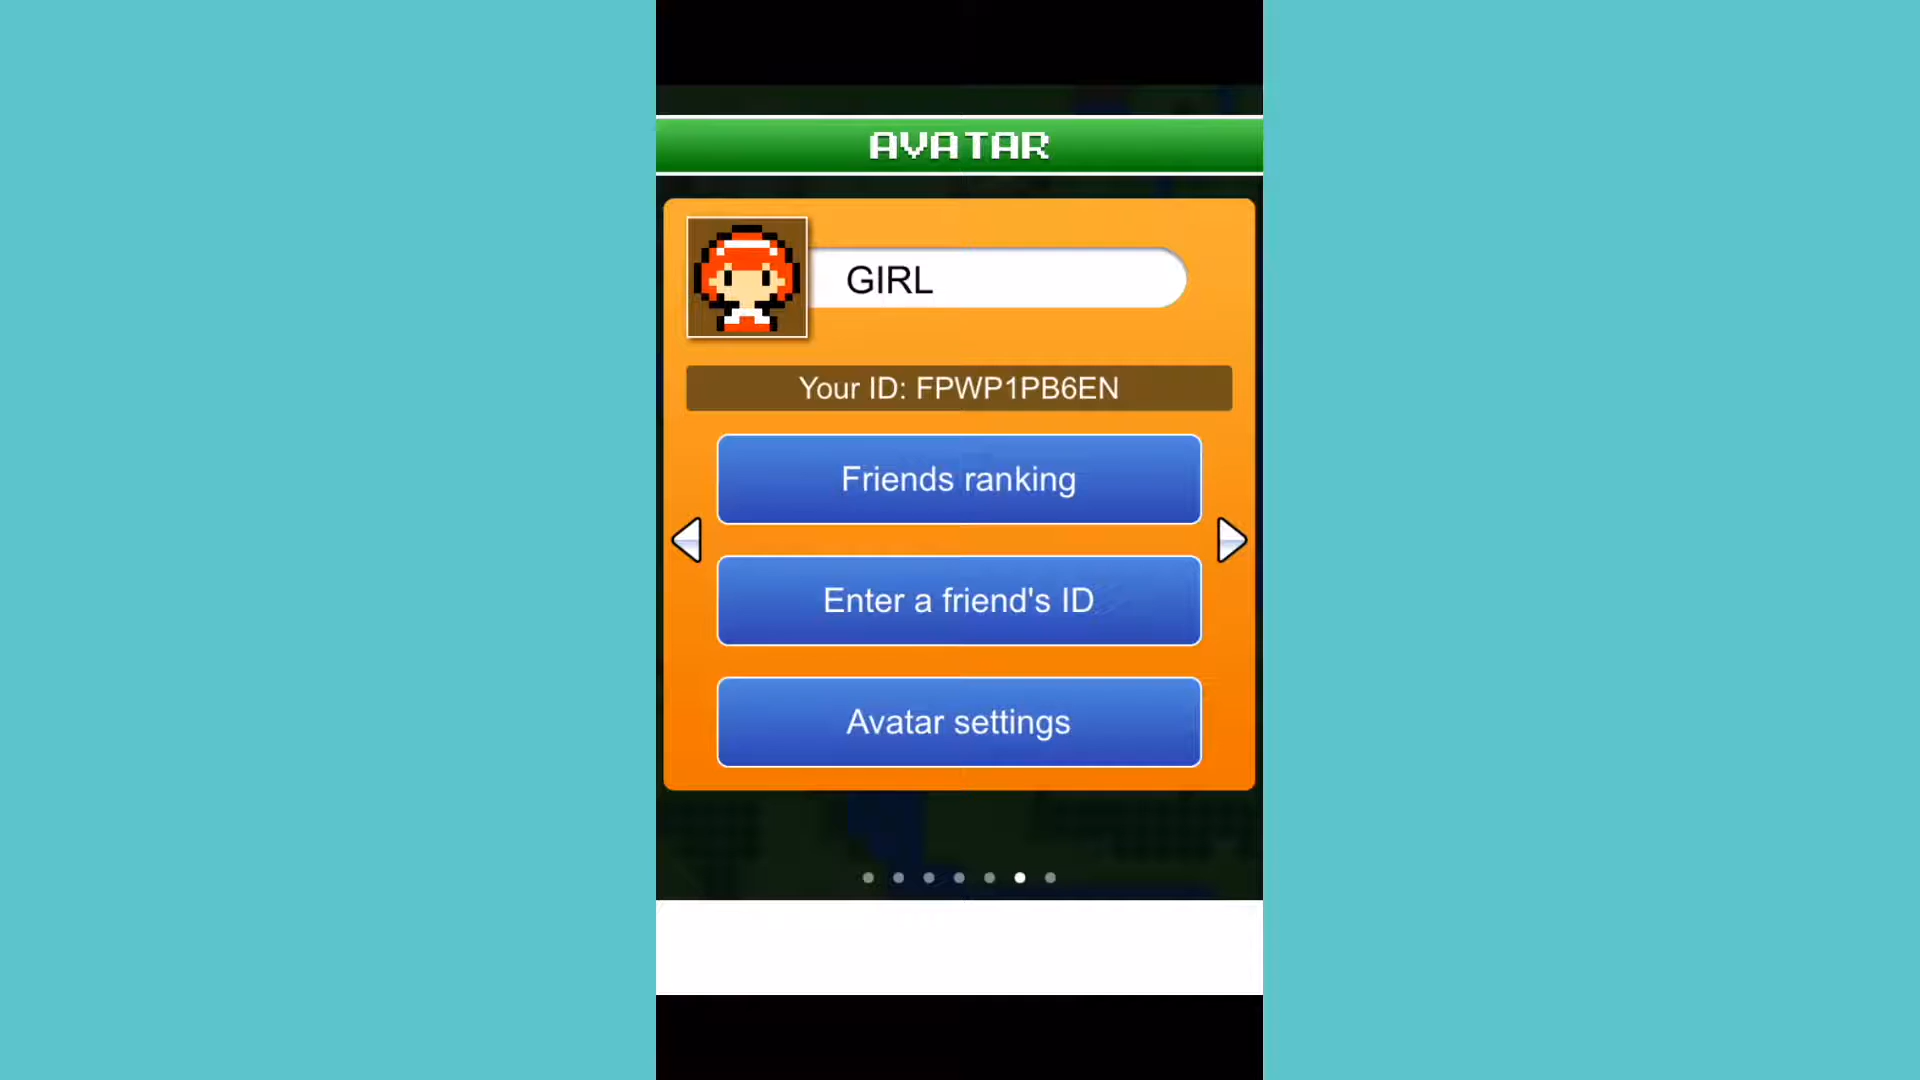 AVATAR
GIRL
Your ID: FPWP1PB6EN
Friends ranking
Enter a friend's ID
Avatar settings